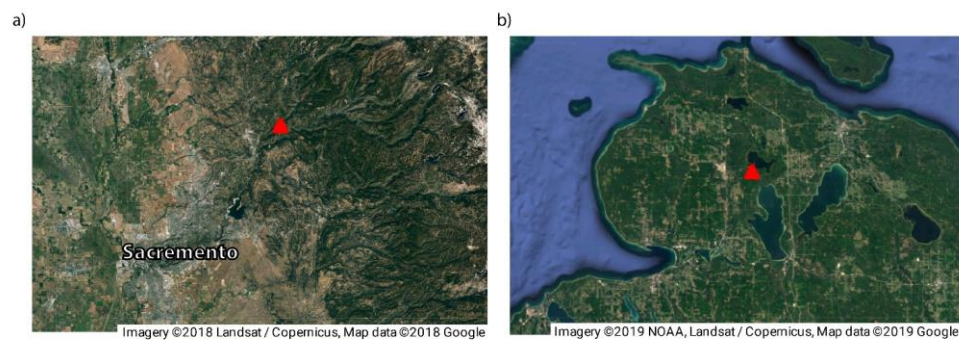 a)
b)
Sacremento
Imagery ©2018 Landsat / Copernicus, Map data ©2018 Google
Imagery ©2019 NOAA, Landsat / Copernicus, Map data ©2019 Google